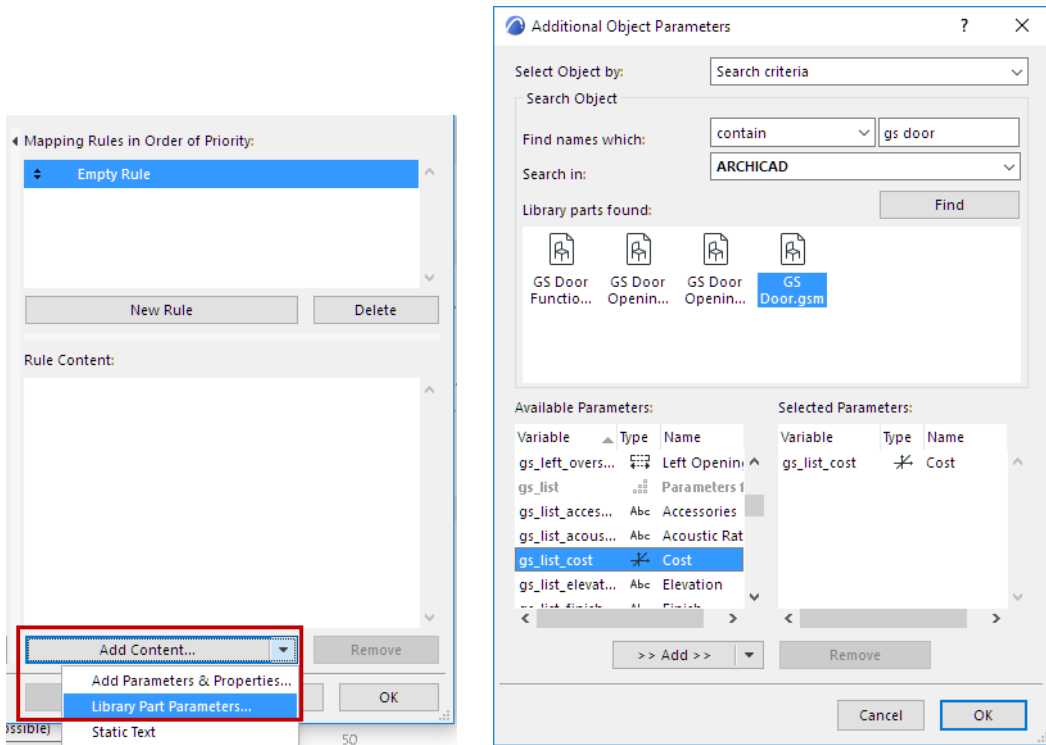 Mapping Rules in Order of Priority:
Empty Rule
New Rule
Delete
Rule Content:
Add Content...
Remove
Add Parameters & Properties...
OK
Library Part Parameters...
Static Text
50
Additional Object Parameters
?
Select Object by:
Search criteria
Search Object
Find names which:
contain
gs door
Search in:
ARCHICAD
Library parts found:
Find
GS Door
Functio...
GS Door
Openin...
GS Door
Openin...
GS
Door.gsm
Available Parameters:
Variable Type Name
gs_left_overs... Left Opening
gs_list Parameters f
gs_list_acces... Abc Accessories
gs_list_acous... Abc Acoustic Rat
gs_list_cost Cost
gs_list_elevat... Abc Elevation
Selected Parameters:
Variable Type Name
gs_list_cost Cost
>> Add >>
Remove
Cancel
OK